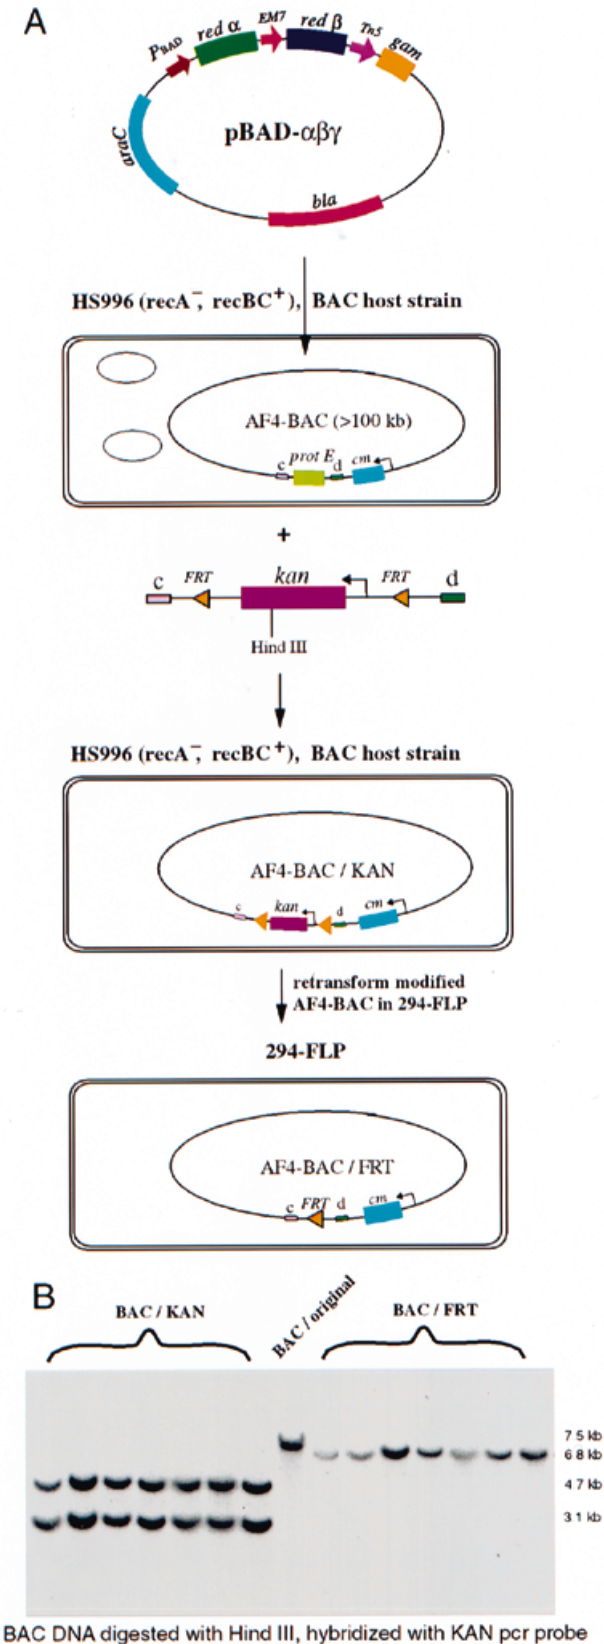 A
P_BAD
red α
EM7
red β
Tn5
gam
araC
pBAD-αβγ
bla
HS996 (recA⁻, recBC⁺), BAC host strain
AF4-BAC (>100 kb)
c
prot E
d
cm
+
c
FRT
kan
FRT
d
Hind III
HS996 (recA⁻, recBC⁺), BAC host strain
AF4-BAC / KAN
c
kan
d
cm
retransform modified
AF4-BAC in 294-FLP
294-FLP
AF4-BAC / FRT
c
FRT
d
cm
B
BAC / KAN
BAC / original
BAC / FRT
7 5 kb
6 8 kb
4 7 kb
3 1 kb
BAC DNA digested with Hind III, hybridized with KAN pcr probe